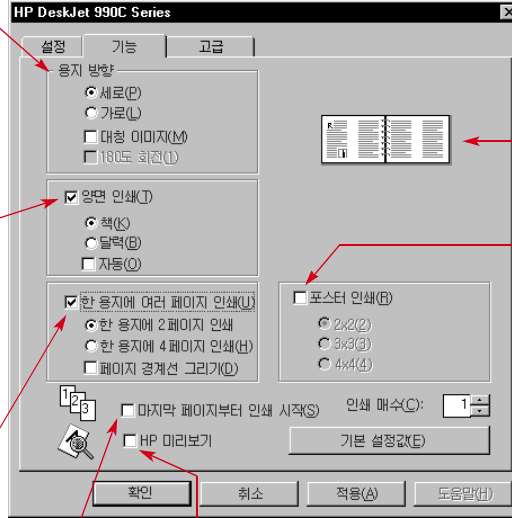 HP DeskJet 990C Series
설정 기능 고급
용지 방향
세로(P)
가로(L)
대칭 이미지(M)
180도 회전(1)
양면 인쇄(T)
책(K)
달력(B)
자동(O)
한 용지에 여러 페이지 인쇄(U)
한 용지에 2 페이지 인쇄
한 용지에 4 페이지 인쇄(H)
페이지 경계선 그리기(D)
포스터 인쇄(R)
2x2(2)
3x3(3)
4x4(4)
1 2 3
마지막 페이지부터 인쇄 시작(S)
인쇄 매수(C): 1
HP 미리보기
기본 설정값(E)
확인 취소 적용(A) 도움말(H)